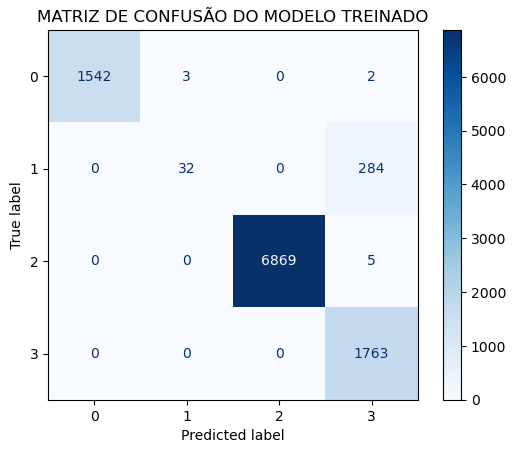 MATRIZ DE CONFUSÃO DO MODELO TREINADO
0 1542 3 0 2
1 0 32 0 284
2 0 0 6869 5
3 0 0 0 1763
0 1 2 3
Predicted label
True label
6000
5000
4000
3000
2000
1000
0